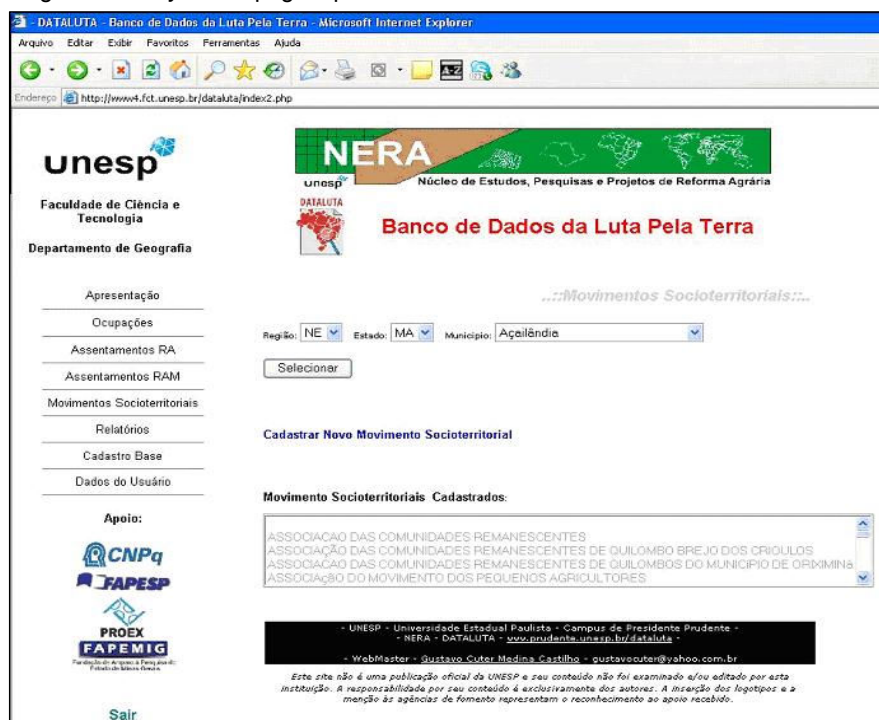 - DATALUTA - Banco de Dados da Luta Pela Terra - Microsoft Internet Explorer
Arquivo Editar Exibir Favoritos Ferramentas Ajuda
Endereço http://www4.fct.unesp.br/dataluta/index2.php
unesp
Faculdade de Ciência e
Tecnologia
Departamento de Geografia
Apresentação
Ocupações
Assentamentos RA
Assentamentos RAM
Movimentos Socioterritoriais
Relatórios
Cadastro Base
Dados do Usuário
Apoio:
CNPq
FAPESP
PROEX
FAPEMIG
Sair
NERA
unesp Núcleo de Estudos, Pesquisas e Projetos de Reforma Agrária
DATALUTA
Banco de Dados da Luta Pela Terra
..::Movimentos Socioterritoriais::..
Região: NE Estado: MA Município: Açailândia
Selecionar
Cadastrar Novo Movimento Socioterritorial
Movimento Socioterritoriais Cadastrados:
ASSOCIACAO DAS COMUNIDADES REMANESCENTES
ASSOCIAÇÃO DAS COMUNIDADES REMANESCENTES DE QUILOMBO BREJO DOS CRIOULOS
ASSOCIACAO DAS COMUNIDADES REMANESCENTES DE QUILOMBOS DO MUNICIPIO DE ORIXIMINA
ASSOCIAçãO DO MOVIMENTO DOS PEQUENOS AGRICULTORES
- UNESP - Universidade Estadual Paulista - Campus de Presidente Prudente -
- NERA - DATALUTA - www.prudente.unesp.br/dataluta -
- WebMaster - Gustavo Cuter Medina Castilho - gustavocuter@yahoo.com.br
Este site não é uma publicação oficial da UNESP e seu conteúdo não foi examinado e/ou editado por esta
instituição. A responsabilidade por seu conteúdo é exclusivamente dos autores. A inserção dos logotipos e a
menção às agências de fomento representam o reconhecimento ao apoio recebido.